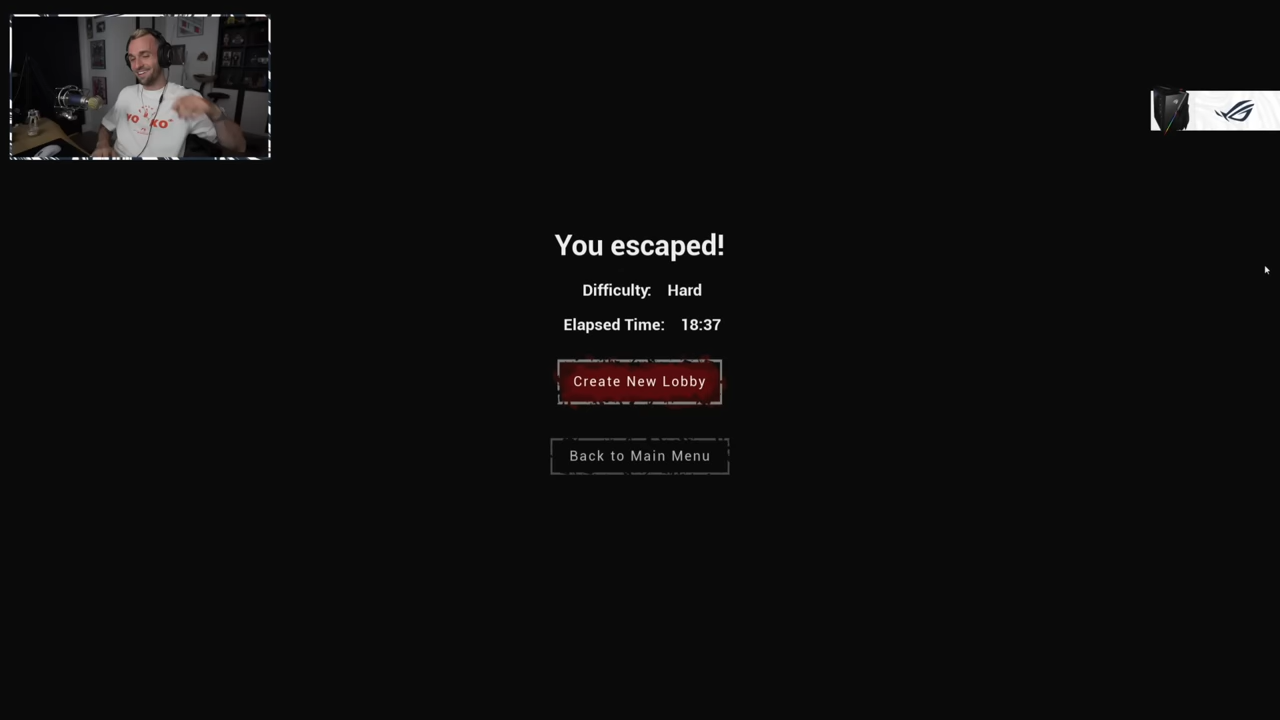 You escaped!
Difficulty: Hard
Elapsed Time: 18:37
Create New Lobby
Back to Main Menu